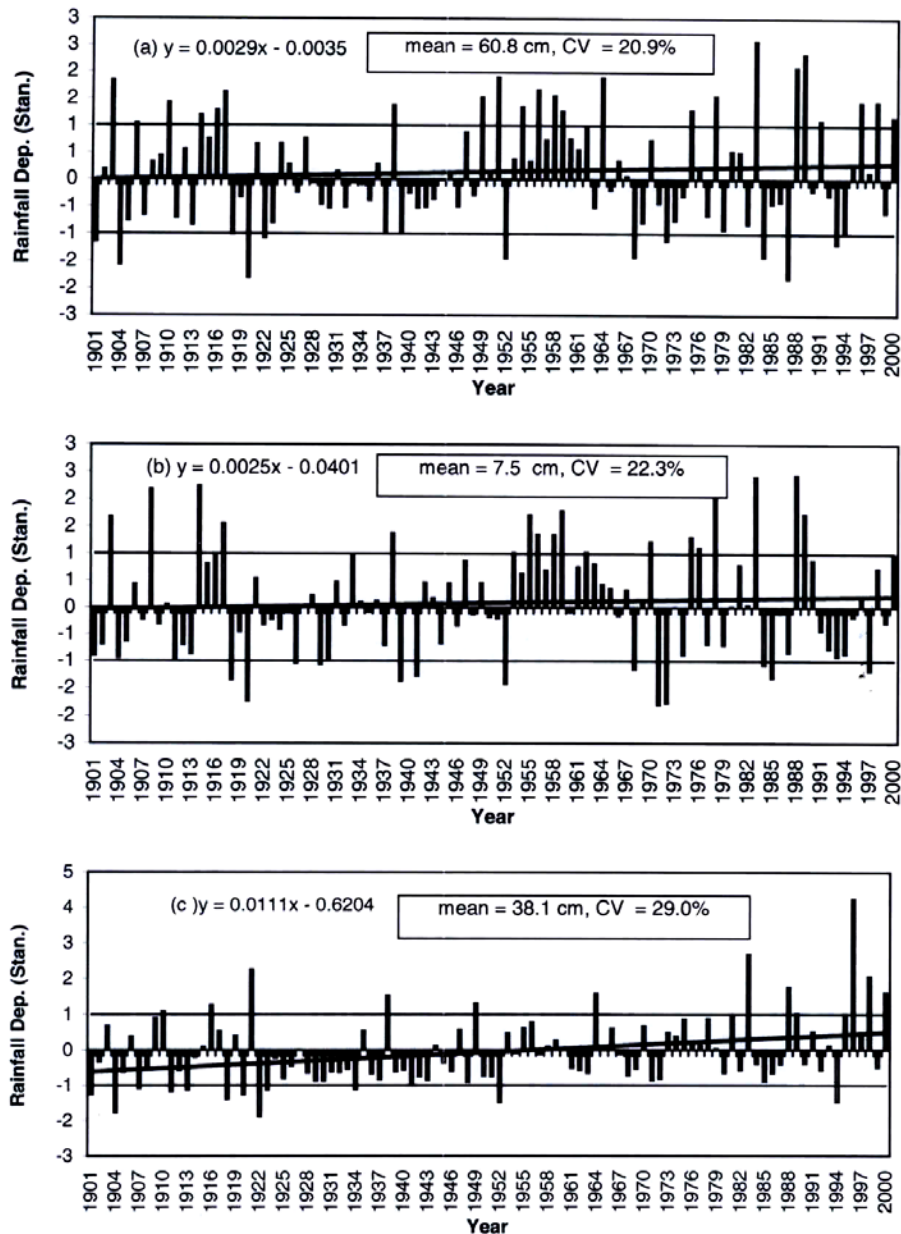 (a) y = 0.0029x - 0.0035
mean = 60.8 cm, CV = 20.9%
Rainfall Dep. (Stan.)
3
3
2
2
1
1
0
-1
-1
-2
-2
-3
1901 1904 1907 1910 1913 1916 1919 1922 1925 1928 1931 1934 1937 1940 1943 1946 1949 1952 1955 1958 1961 1964 1967 1970 1973 1976 1979 1982 1985 1988 1991 1994 1997 2000
Year
(b) y = 0.0025x - 0.0401
mean = 7.5 cm, CV = 22.3%
Rainfall Dep. (Stan.)
3
3
2
2
1
1
0
-1
-1
-2
-2
-3
1901 1904 1907 1910 1913 1916 1919 1922 1925 1928 1931 1934 1937 1940 1943 1946 1949 1952 1955 1958 1961 1964 1967 1970 1973 1976 1979 1982 1985 1988 1991 1994 1997 2000
Year
(c )y = 0.0111x - 0.6204
mean = 38.1 cm, CV = 29.0%
Rainfall Dep. (Stan.)
5
4
3
2
1
0
-1
-2
-3
1901 1904 1907 1910 1913 1916 1919 1922 1925 1928 1931 1934 1937 1940 1943 1946 1949 1952 1955 1958 1961 1964 1967 1970 1973 1976 1979 1982 1985 1988 1991 1994 1997 2000
Year